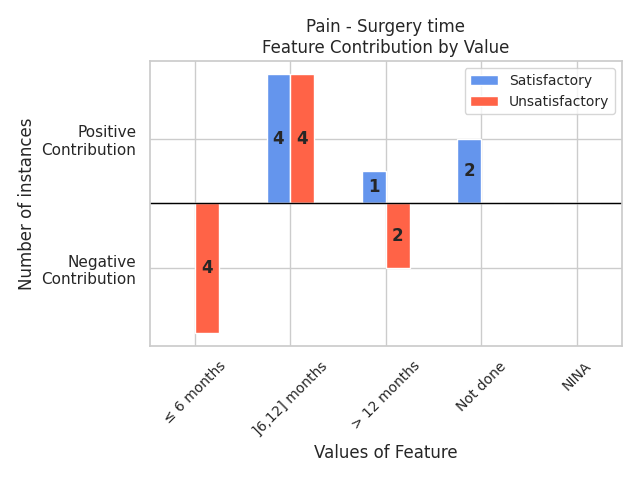 Pain - Surgery time
Feature Contribution by Value
Satisfactory
Unsatisfactory
Number of instances
Positive
Contribution
Negative
Contribution
4
4
4
1
2
2
≤ 6 months
]6,12] months
> 12 months
Not done
NINA
Values of Feature